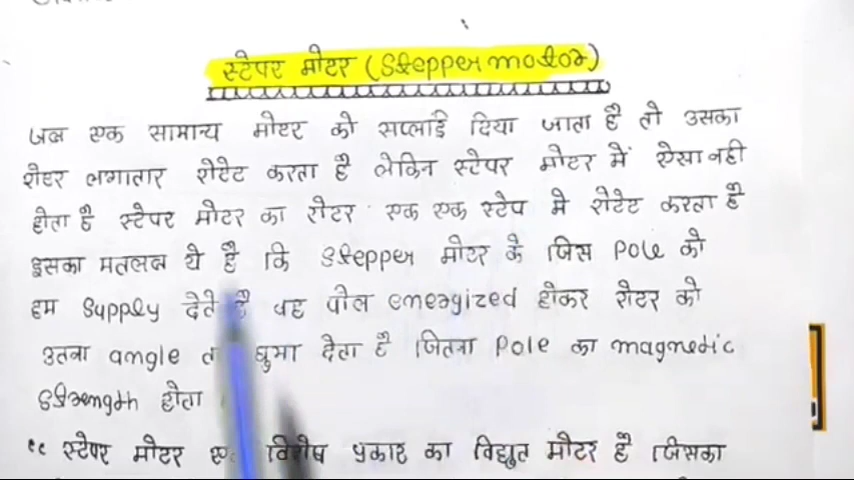 स्टेपर मोटर (Stepper motor)
जब एक सामान्य मोटर को सप्लाई दिया जाता है तो उसका
रोटर लगातार रोटेट करता है लेकिन स्टेपर मोटर में ऐसा नही
होता है स्टेपर मोटर का रोटर एक एक स्टेप मे रोटेट करता है
इसका मतलब ये है कि Stepper मोटर के जिस Pole को
हम Supply देते है वह पोल energized होकर रोटर को
उतना angle घुमा देता है जितना Pole का magnetic
Strength होता
“ स्टेपर मोटर एक विशेष प्रकार का विद्युत मोटर है जिसका